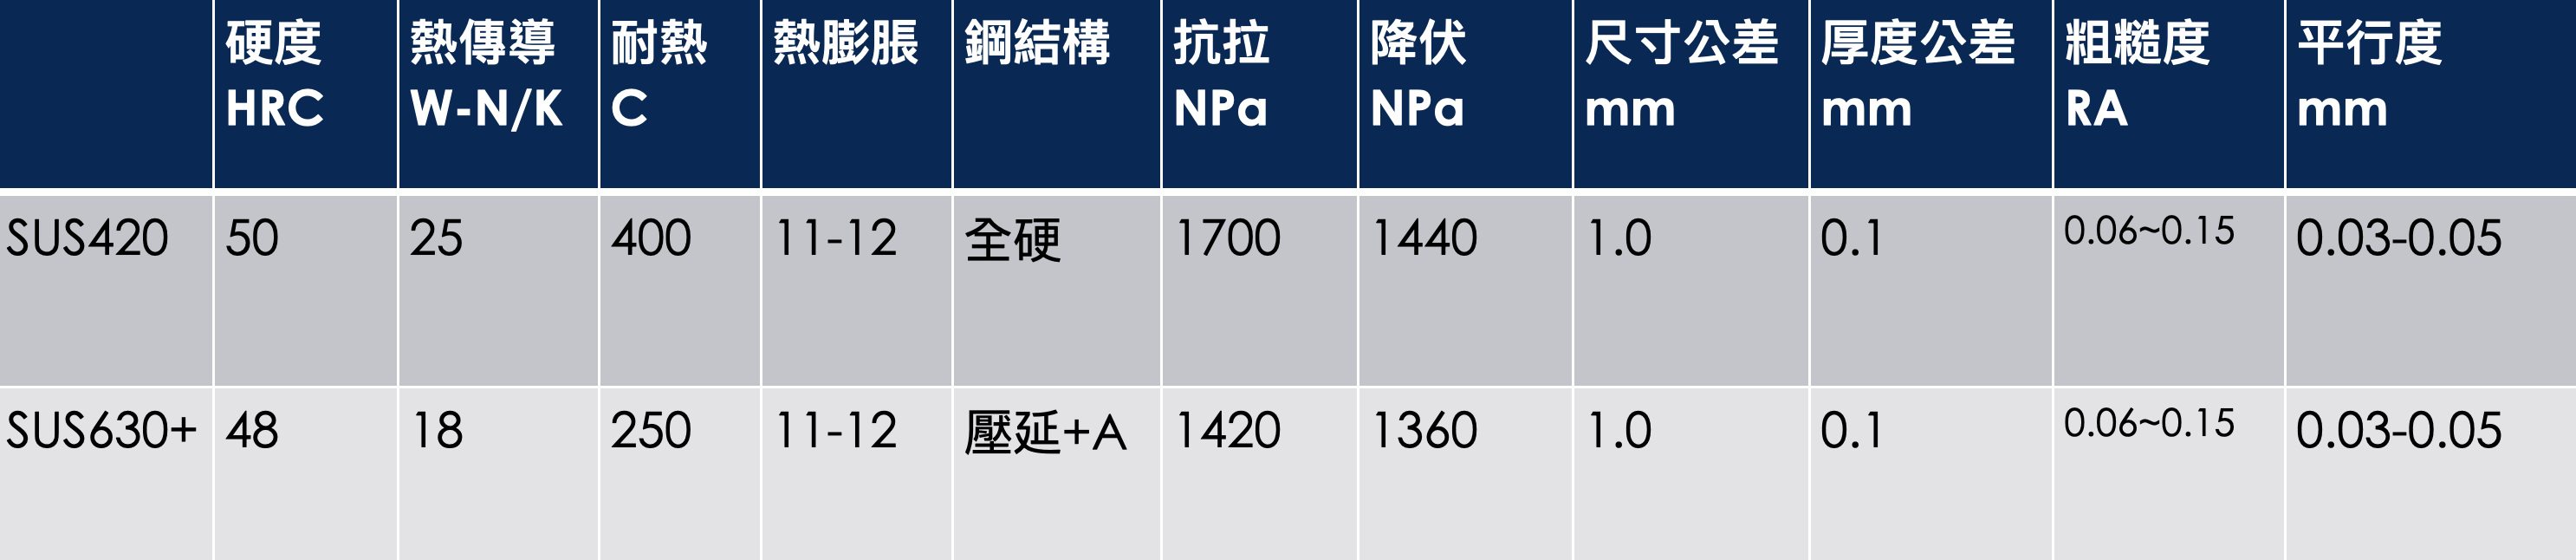 硬度 熱傳導 耐熱 熱膨脹 鋼結構 抗拉 降伏 尺寸公差 厚度公差 粗糙度 平行度
HRC W-N/K C NPa NPa mm mm RA mm
SUS420 50 25 400 11-12 全硬 1700 1440 1.0 0.1 0.06~0.15 0.03-0.05
SUS630+ 48 18 250 11-12 壓延+A 1420 1360 1.0 0.1 0.06~0.15 0.03-0.05